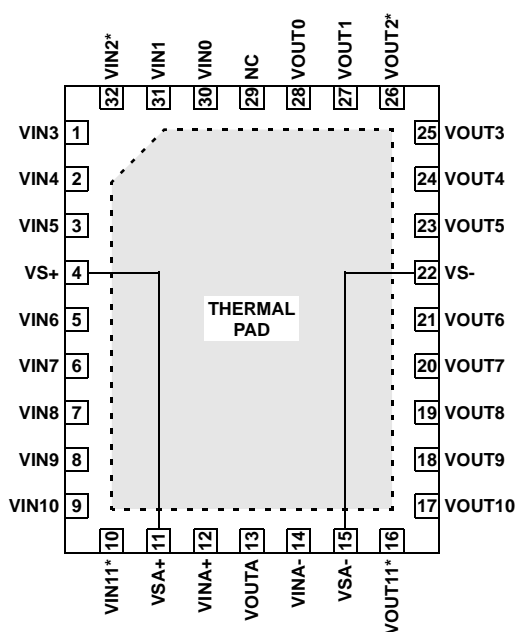 VIN2*
VIN1
VIN0
NC
VOUT0
VOUT1
VOUT2*
32
31
30
29
28
27
26
VIN3 1
25 VOUT3
VIN4 2
24 VOUT4
VIN5 3
23 VOUT5
VS+ 4
22 VS-
THERMAL
PAD
VIN6 5
21 VOUT6
VIN7 6
20 VOUT7
VIN8 7
19 VOUT8
VIN9 8
18 VOUT9
VIN10 9
17 VOUT10
10
11
12
13
14
15
16
VIN11*
VSA+
VINA+
VOUTA
VINA-
VSA-
VOUT11*